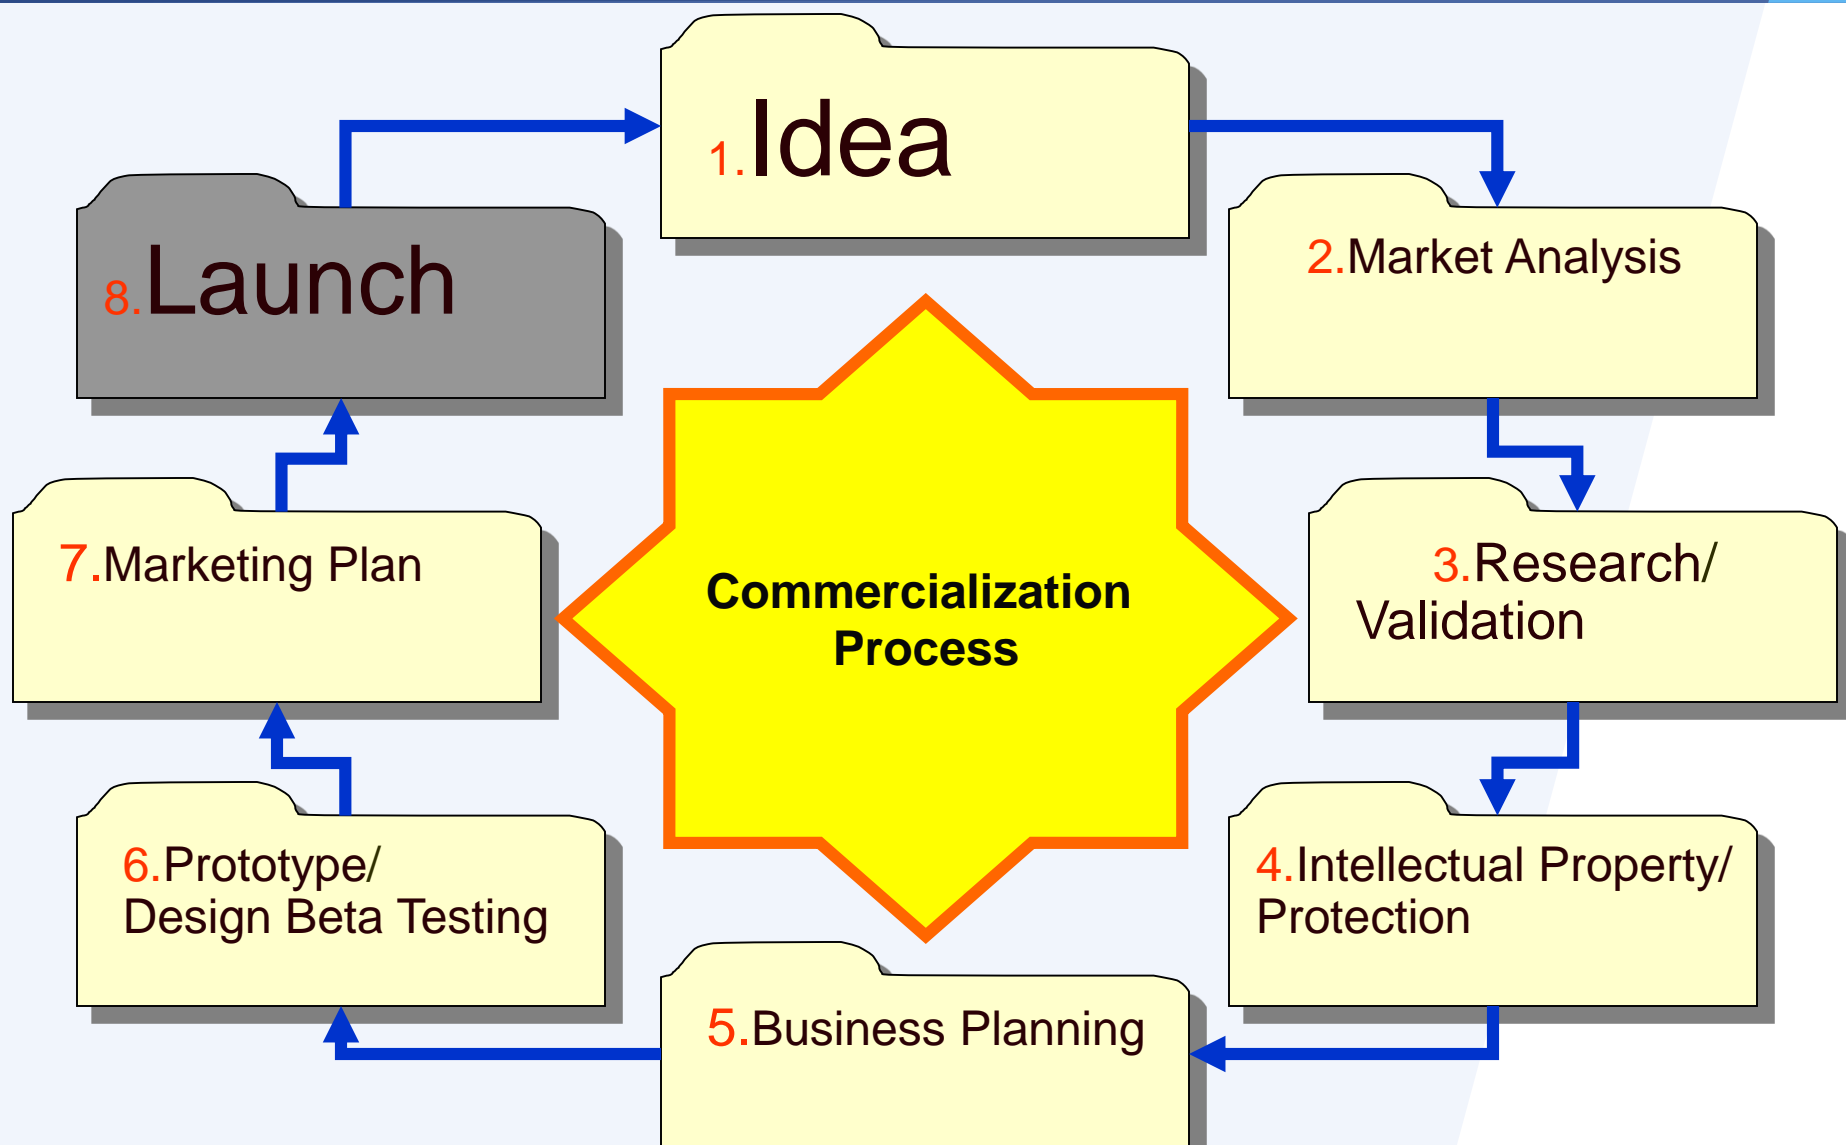 1.Idea
2.Market Analysis
3.Research/
Validation
4.Intellectual Property/
Protection
5.Business Planning
6.Prototype/
Design Beta Testing
7.Marketing Plan
8.Launch
Commercialization
Process